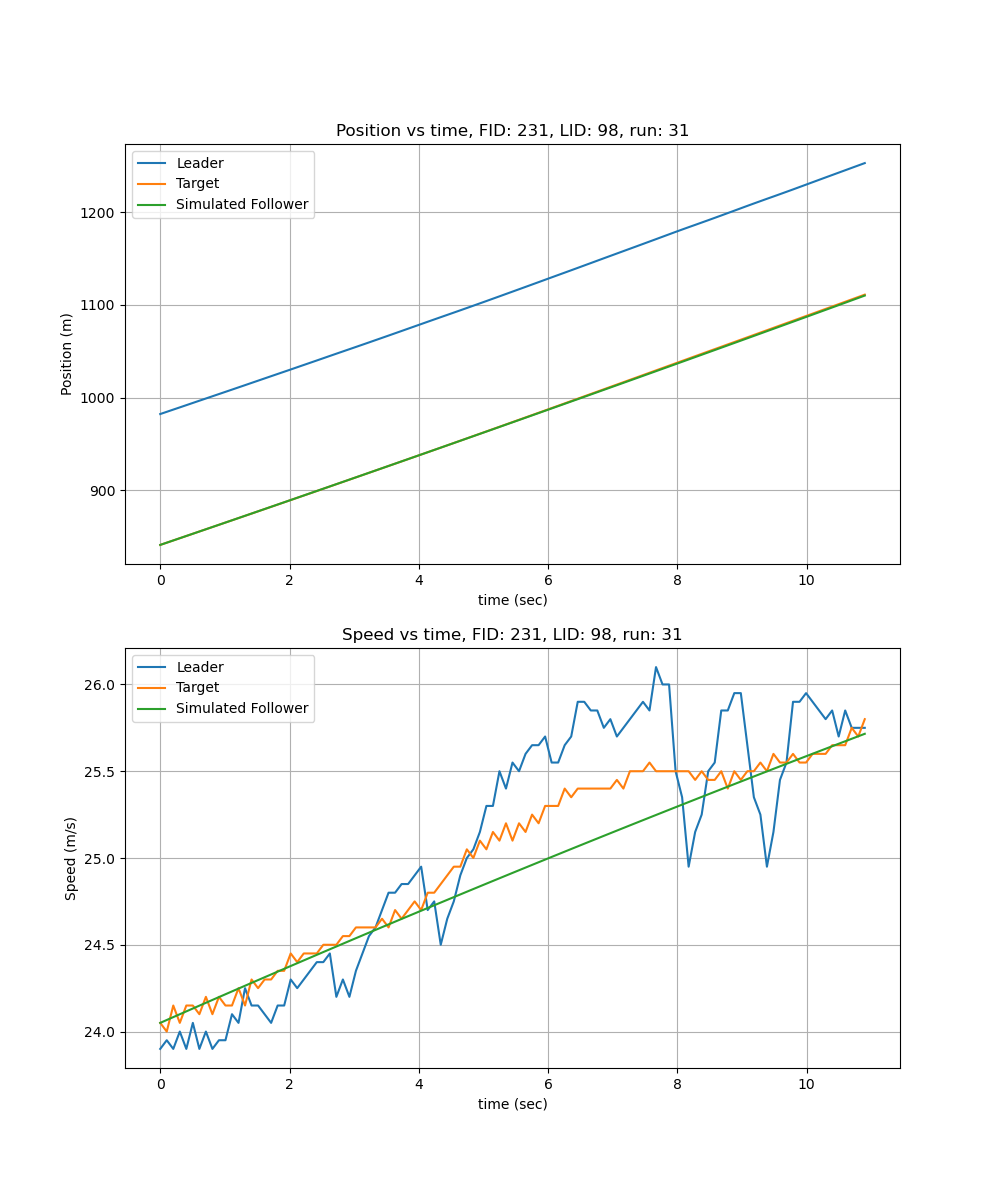 Position vs time, FID: 231, LID: 98, run: 31
Leader
Target
Simulated Follower
1200
1100
1000
900
Position (m)
0 2 4 6 8 10
time (sec)
Speed vs time, FID: 231, LID: 98, run: 31
Leader
Target
Simulated Follower
26.0
25.5
25.0
24.5
24.0
Speed (m/s)
0 2 4 6 8 10
time (sec)